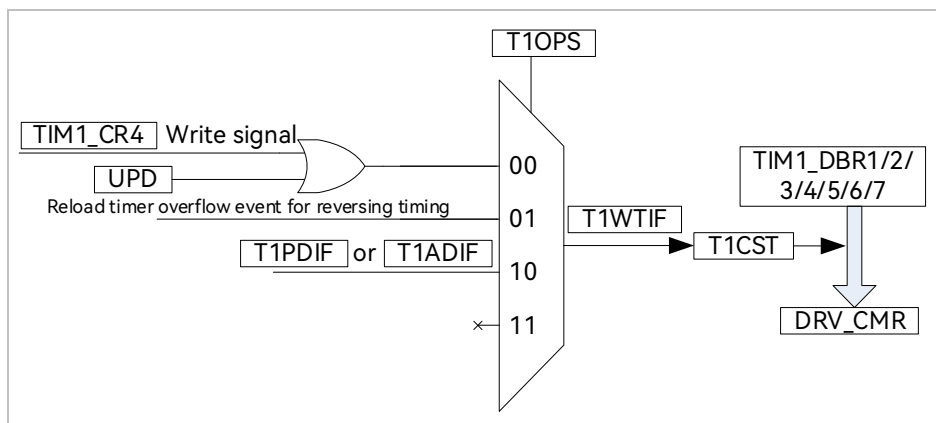 T1OPS
TIM1_CR4 Write signal
UPD
00
Reload timer overflow event for reversing timing
01
T1PDIF or T1ADIF
10
11
T1WTIF
T1CST
TIM1_DBR1/2/
3/4/5/6/7
DRV_CMR